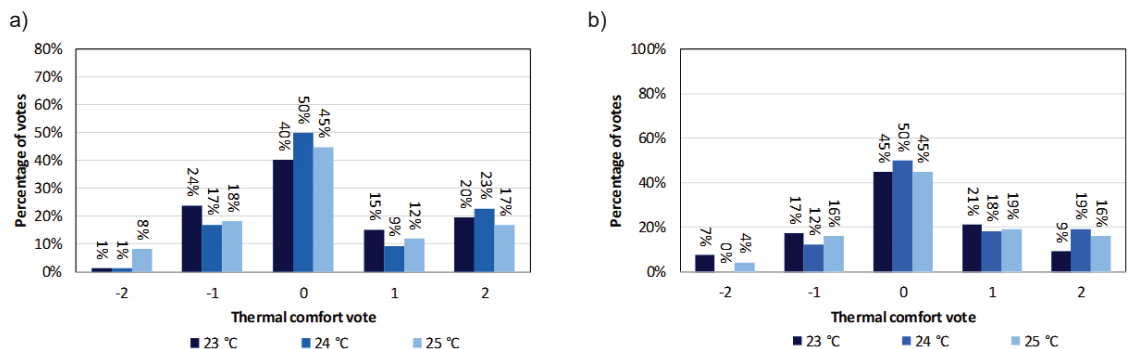 a)
80%
70%
60%
50%
40%
30%
20%
10%
0%
Percentage of votes
1% 1% 8%
24% 17% 18%
40% 50% 45%
15% 9% 12%
20% 23% 17%
-2 -1 0 1 2
Thermal comfort vote
23 °C 24 °C 25 °C
b)
100%
80%
60%
40%
20%
0%
Percentage of votes
7% 0% 4%
17% 12% 16%
45% 50% 45%
21% 18% 19%
9% 19% 16%
-2 -1 0 1 2
Thermal comfort vote
23 °C 24 °C 25 °C